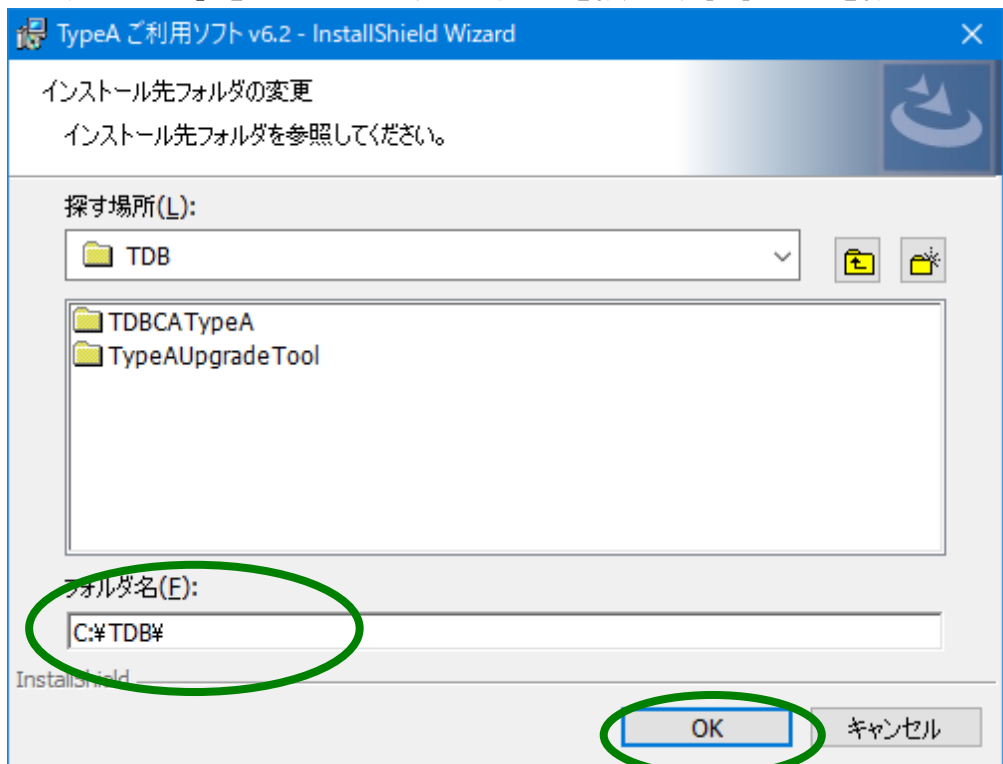 TypeA ご利用ソフト v6.2 - InstallShield Wizard
インストール先フォルダの変更
インストール先フォルダを参照してください。
探す場所(L):
TDB
TDBCATypeA
TypeAUpgradeTool
フォルダ名(F):
C:¥TDB¥
InstallShield
OK キャンセル